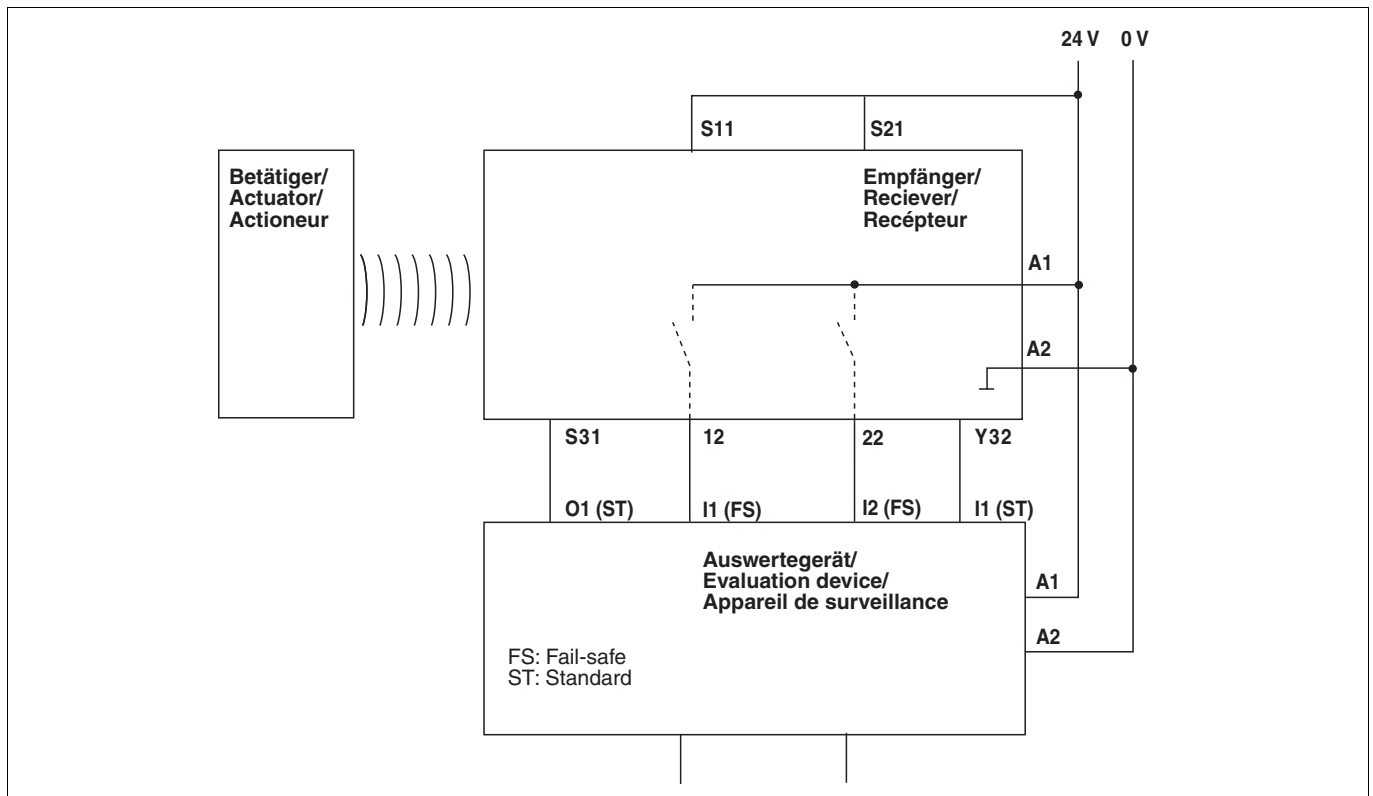 24 V 0 V
S11 S21
Betätiger/
Actuator/
Actioneur
Empfänger/
Reciever/
Recépteur
A1
A2
S31 12 22 Y32
O1 (ST) I1 (FS) I2 (FS) I1 (ST)
Auswertegerät/
Evaluation device/
Appareil de surveillance
A1
A2
FS: Fail-safe
ST: Standard